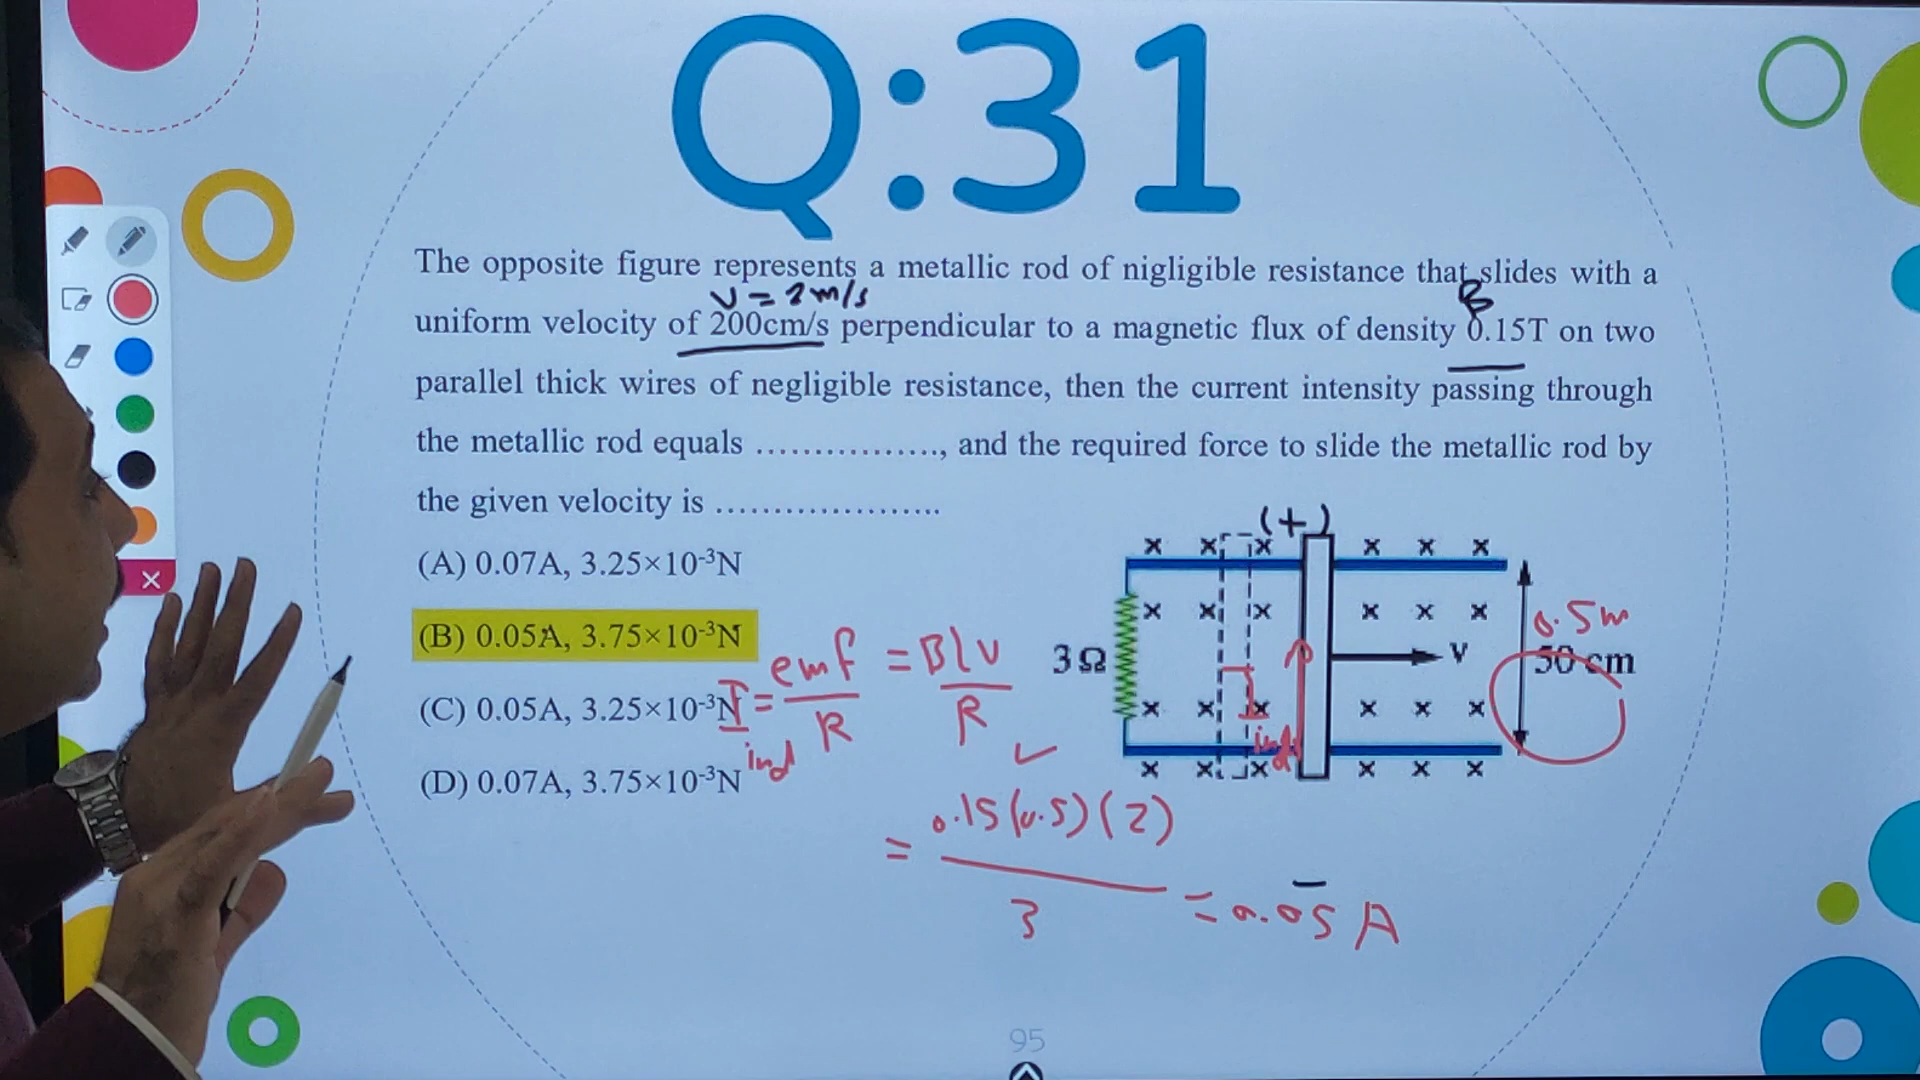 Q:31
The opposite figure represents a metallic rod of nigligible resistance that slides with a
v = 2m/s
B
uniform velocity of 200cm/s perpendicular to a magnetic flux of density 0.15T on two
parallel thick wires of negligible resistance, then the current intensity passing through
the metallic rod equals ................, and the required force to slide the metallic rod by
the given velocity is .....................
(A) 0.07A, 3.25×10⁻³N
(B) 0.05A, 3.75×10⁻³N
(C) 0.05A, 3.25×10⁻³N
(D) 0.07A, 3.75×10⁻³N
(+)
x x x x x x
x x x x x x
0.5m
3Ω
V
50 cm
x x x x x x
I ind
x x x x x x
I ind = emf / R = BLV / R ✓
= 0.15(0.5)(2) / 3 = 0.05 A
95